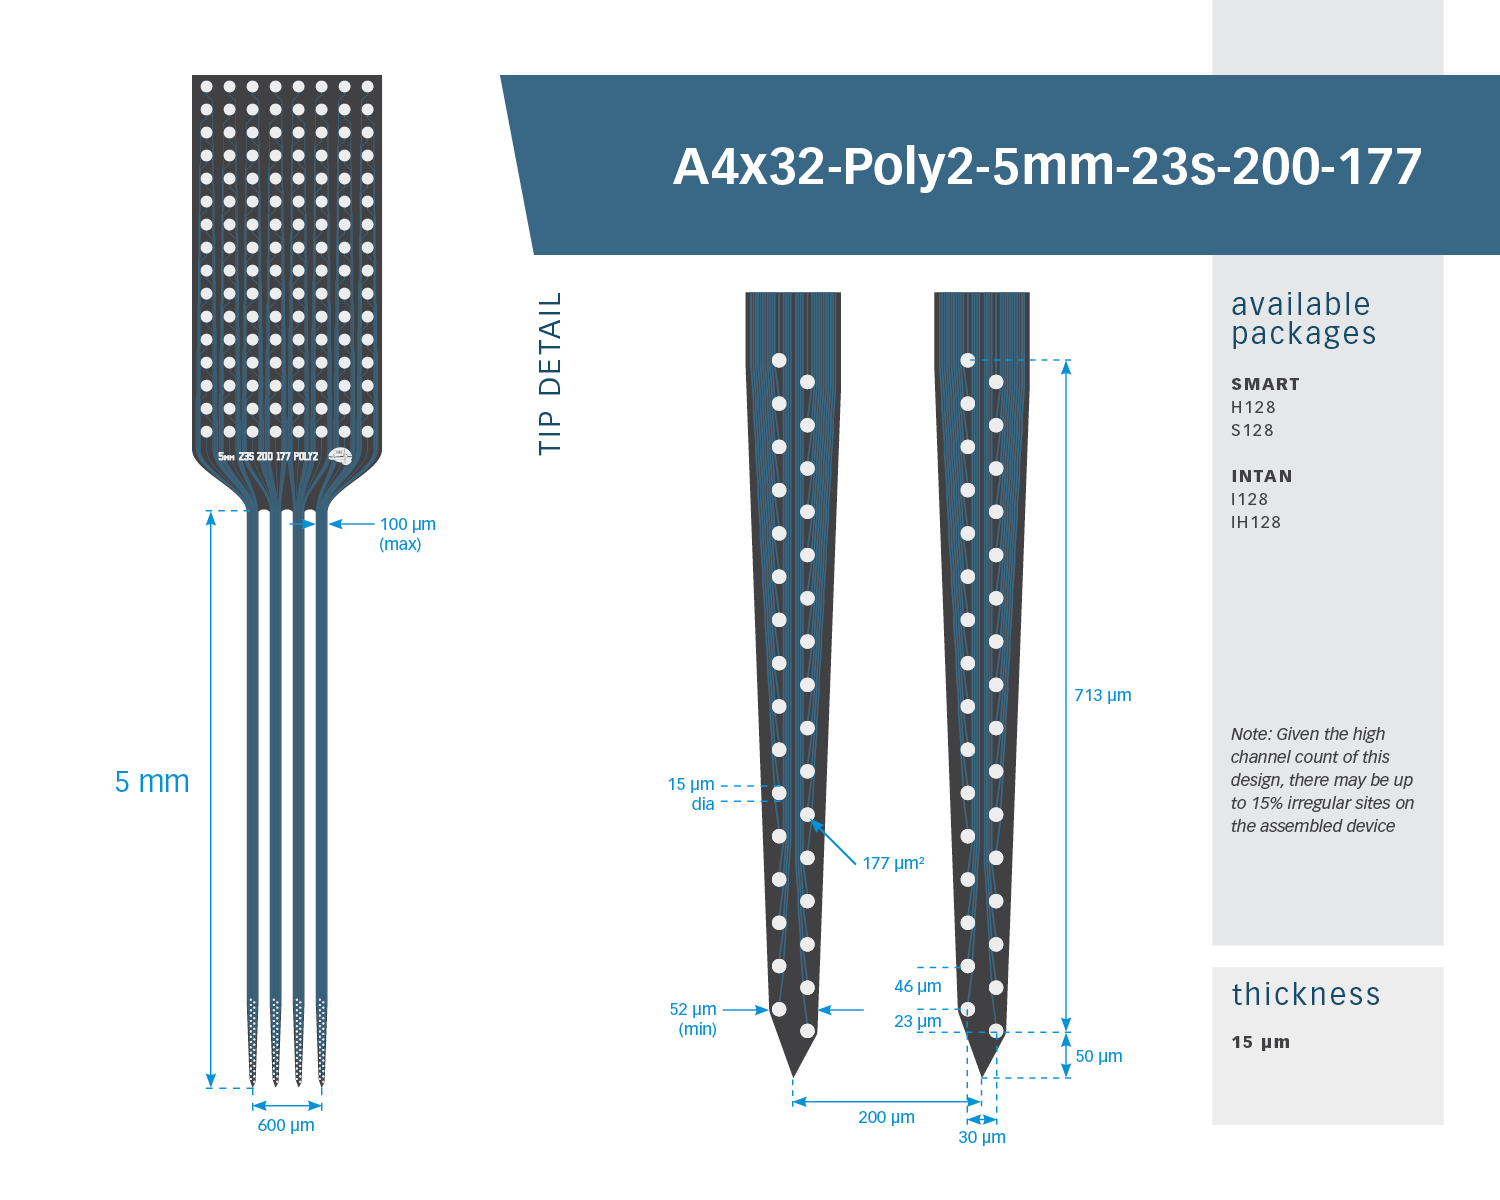 A4x32-Poly2-5mm-23s-200-177
5MM 23S 200 177 POLY2
100 µm
(max)
5 mm
600 µm
TIP DETAIL
713 µm
15 µm
dia
177 µm²
52 µm
(min)
46 µm
23 µm
50 µm
200 µm
30 µm
available
packages
SMART
H128
S128
INTAN
I128
IH128
Note: Given the high
channel count of this
design, there may be up
to 15% irregular sites on
the assembled device
thickness
15 µm